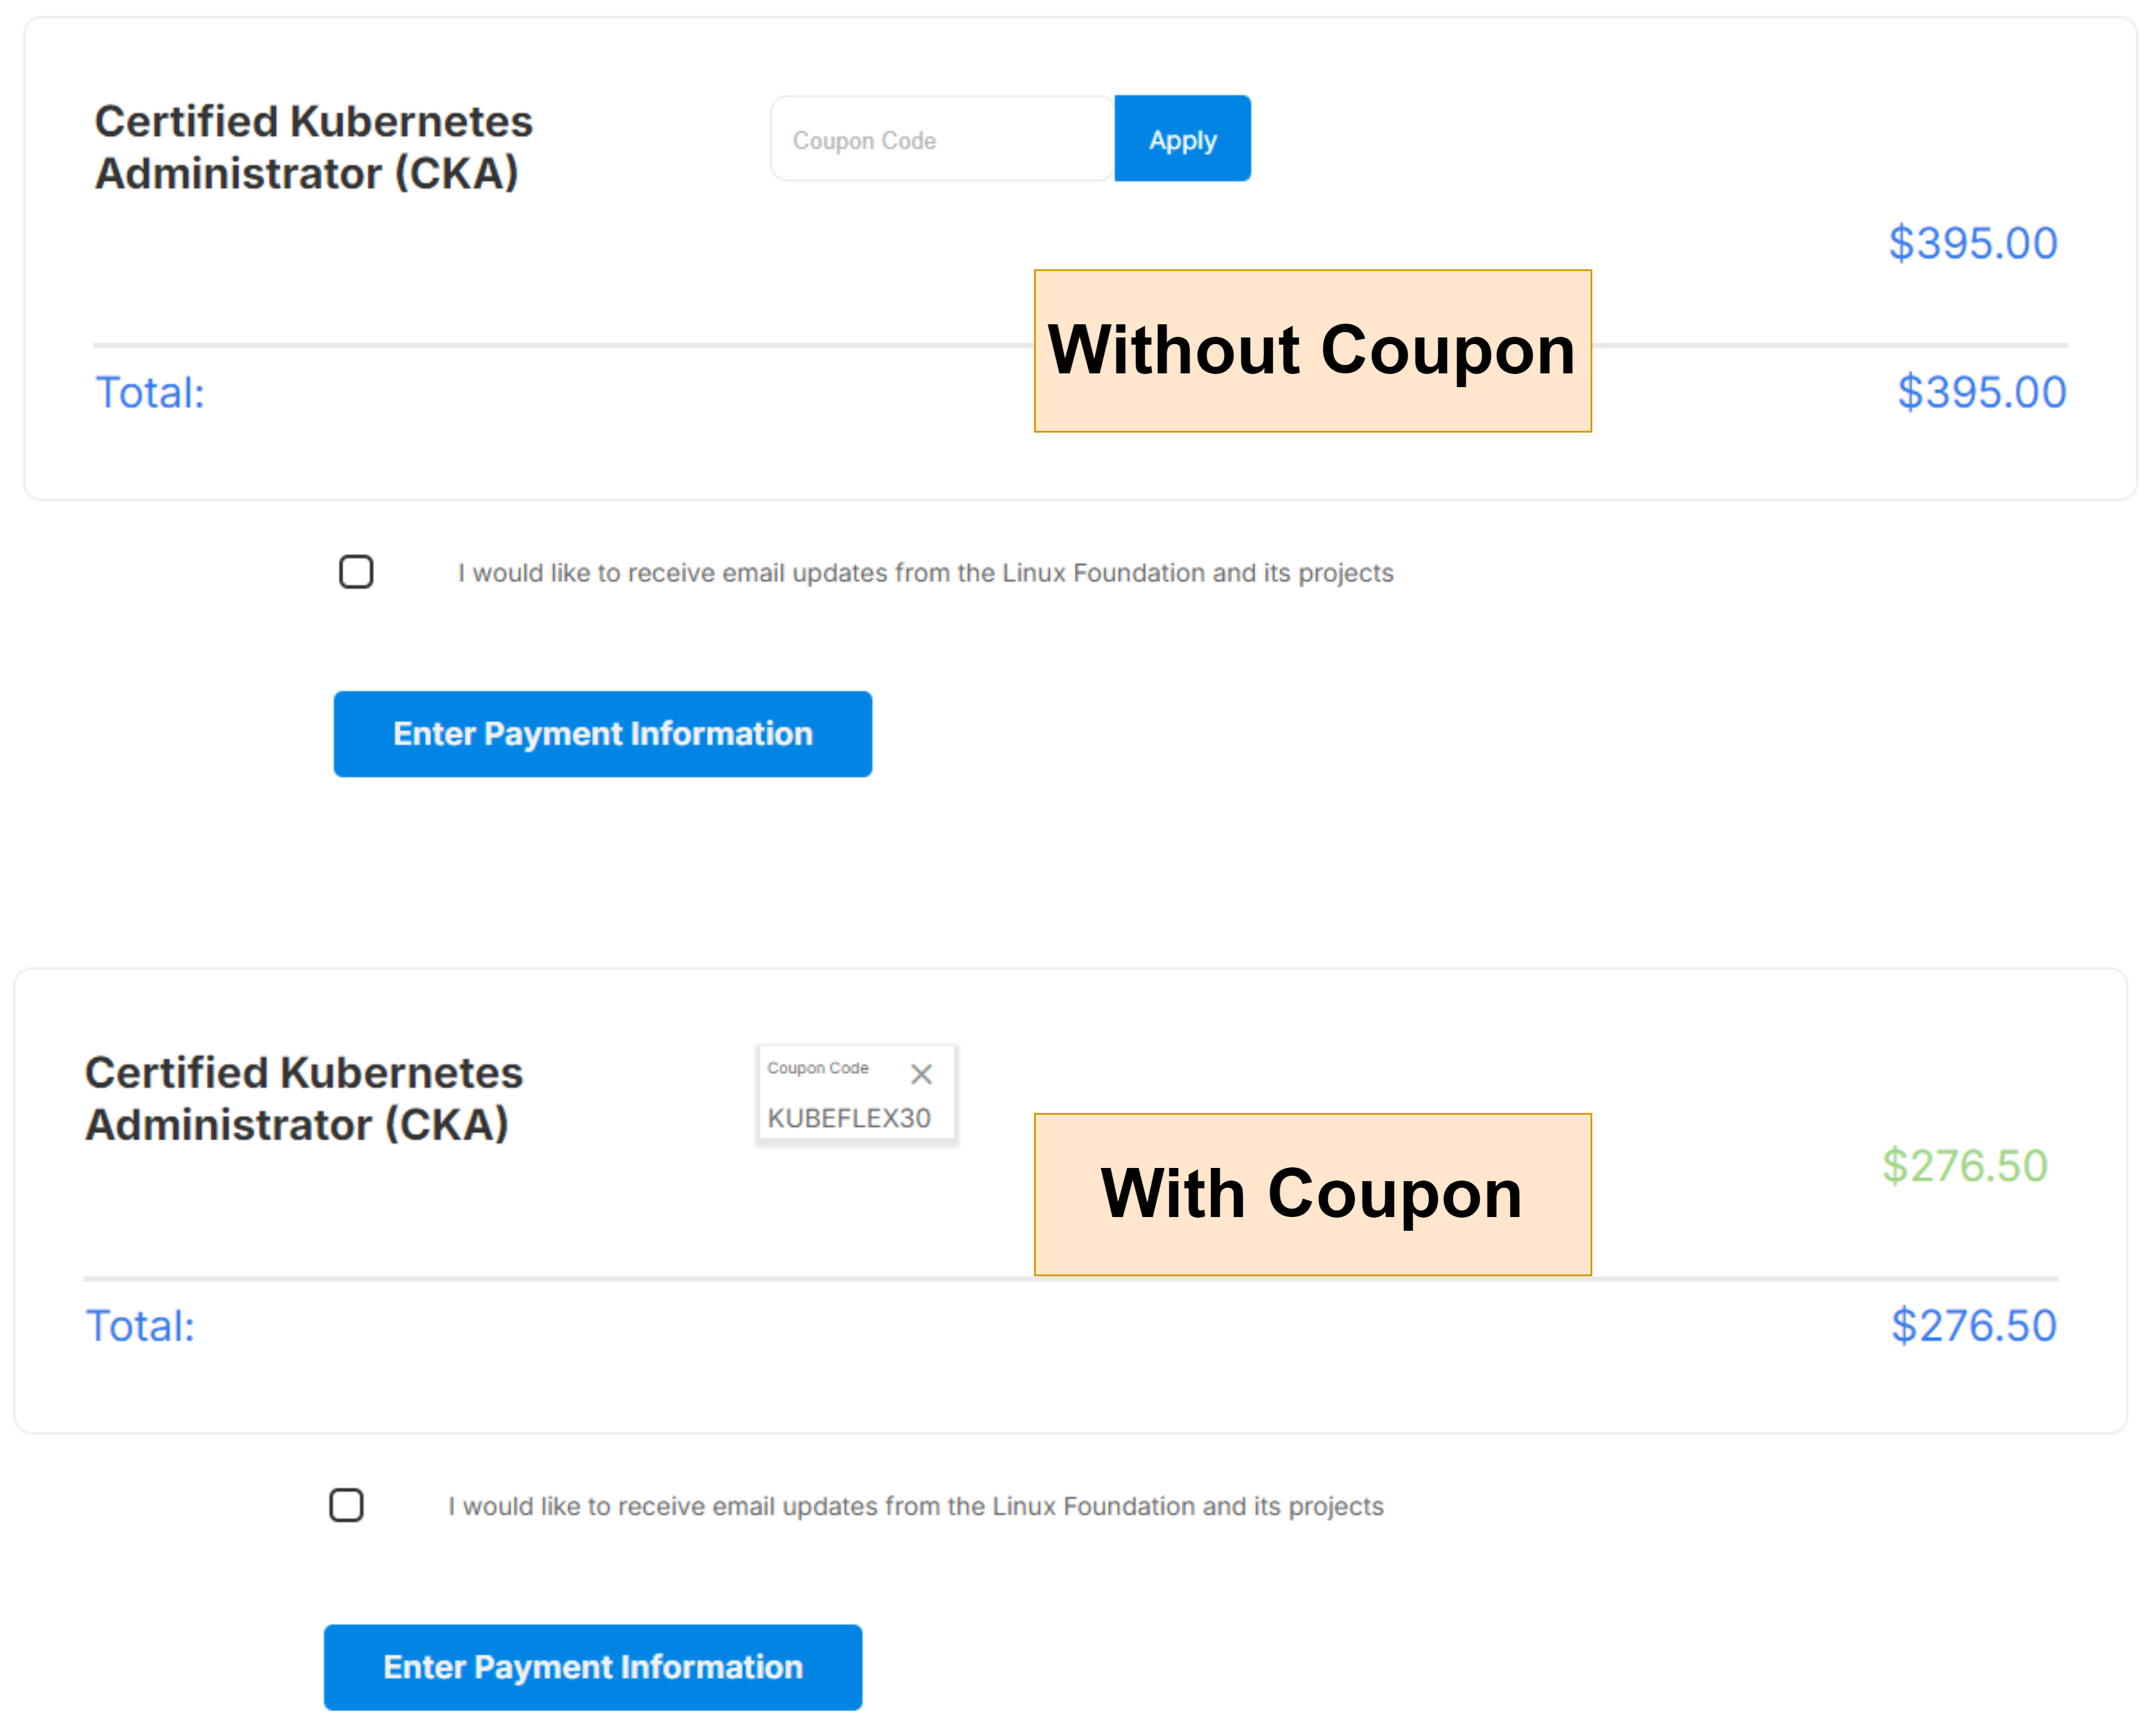 Certified Kubernetes
Administrator (CKA)
Coupon Code
Apply
$395.00
Without Coupon
Total:
$395.00
I would like to receive email updates from the Linux Foundation and its projects
Enter Payment Information
Certified Kubernetes
Administrator (CKA)
Coupon Code
KUBEFLEX30
With Coupon
$276.50
Total:
$276.50
I would like to receive email updates from the Linux Foundation and its projects
Enter Payment Information